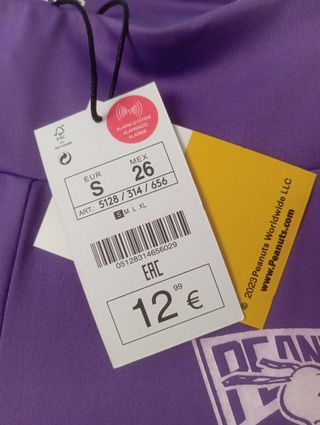 ALARM SYSTEM
ALARMADO
ALARME
EUR
S
MEX
26
ART.: 5128 / 314 / 656
S M L XL
05128314656029
EAC
12,99 €
© 2023 Peanuts Worldwide LLC
www.Peanuts.com
PEAN